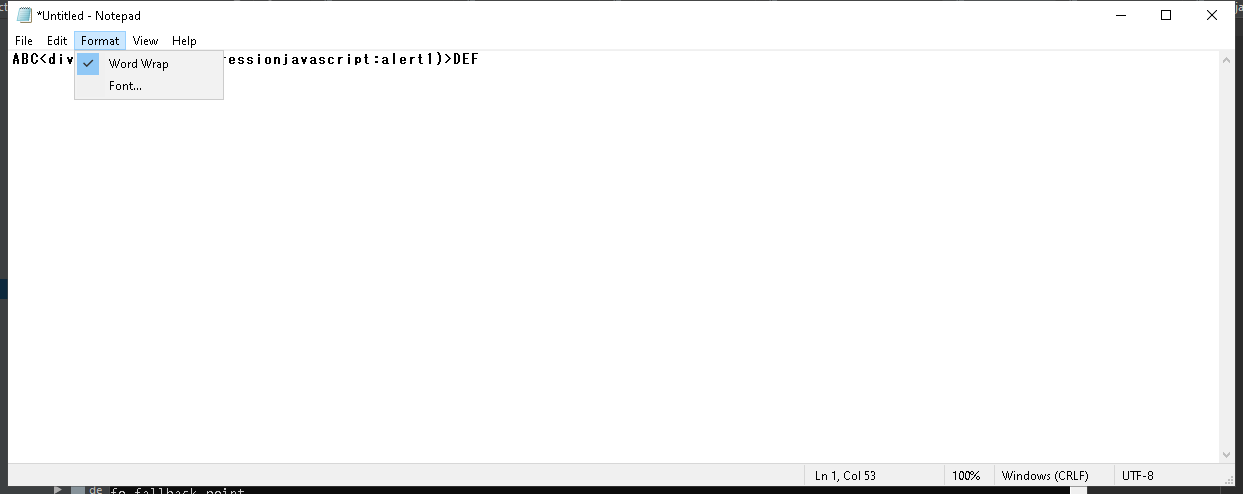 *Untitled - Notepad
File Edit Format View Help
ABC<div ressionjavascript:alert1)>DEF
Word Wrap
Font...
Ln 1, Col 53 100% Windows (CRLF) UTF-8
de fo fallback point